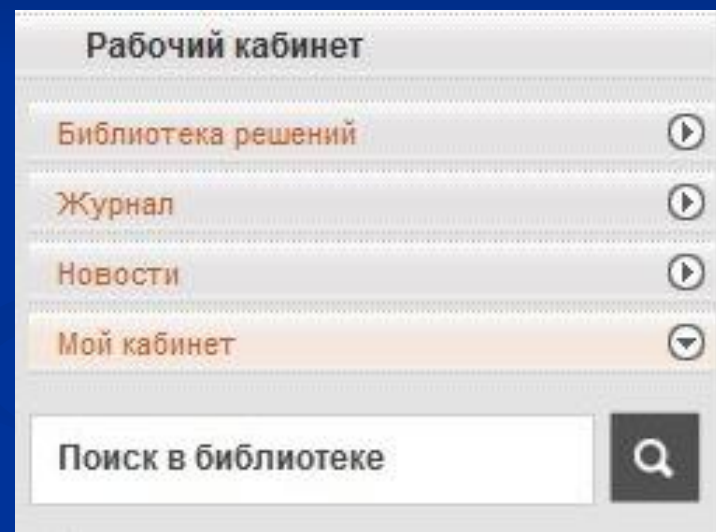 Рабочий кабинет
Библиотека решений
Журнал
Новости
Мой кабинет
Поиск в библиотеке